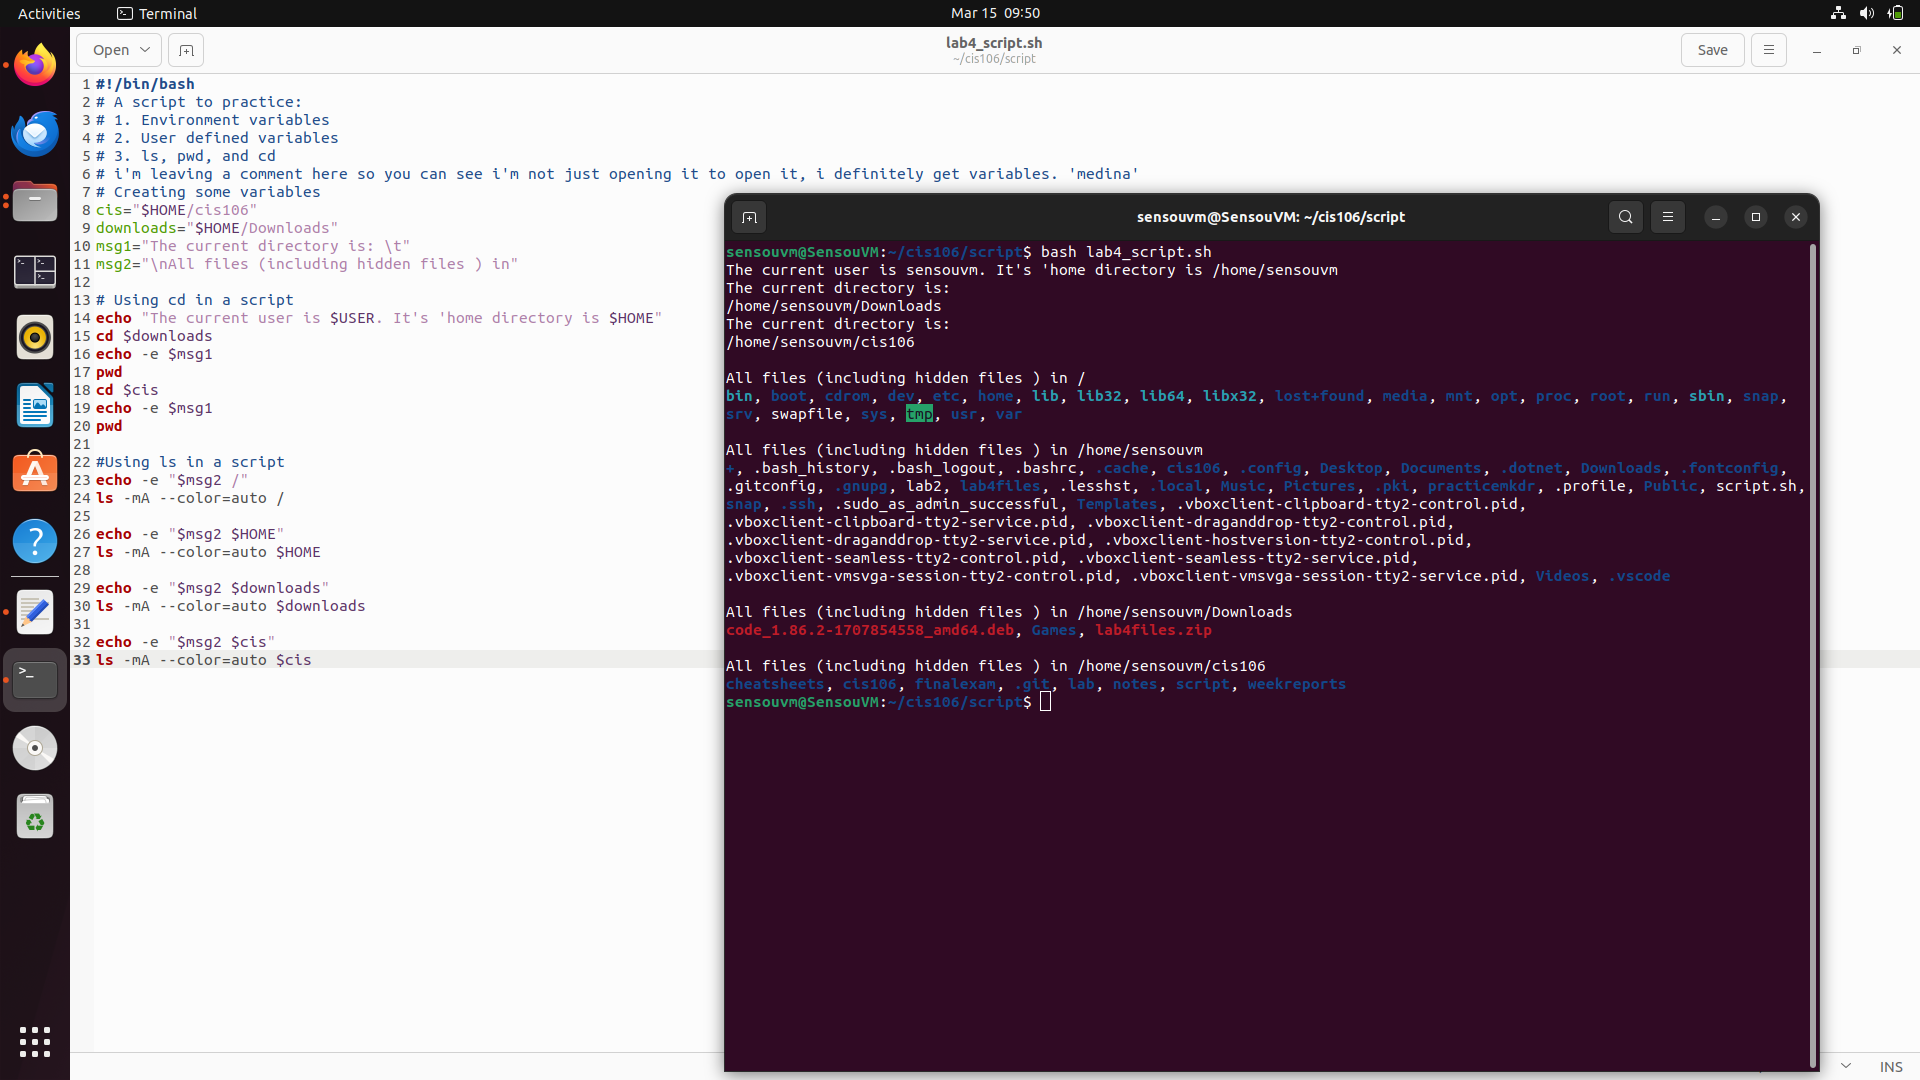 Activities
Terminal
Mar 15 09:50
Open
lab4_script.sh
~/cis106/script
Save
1 #!/bin/bash
2 # A script to practice:
3 # 1. Environment variables
4 # 2. User defined variables
5 # 3. ls, pwd, and cd
6 # i'm leaving a comment here so you can see i'm not just opening it to open it, i definitely get variables. 'medina'
7 # Creating some variables
8 cis="$HOME/cis106"
9 downloads="$HOME/Downloads"
10 msg1="The current directory is: \t"
11 msg2="\nAll files (including hidden files ) in"
12
13 # Using cd in a script
14 echo "The current user is $USER. It's 'home directory is $HOME"
15 cd $downloads
16 echo -e $msg1
17 pwd
18 cd $cis
19 echo -e $msg1
20 pwd
21
22 #Using ls in a script
23 echo -e "$msg2 /"
24 ls -mA --color=auto /
25
26 echo -e "$msg2 $HOME"
27 ls -mA --color=auto $HOME
28
29 echo -e "$msg2 $downloads"
30 ls -mA --color=auto $downloads
31
32 echo -e "$msg2 $cis"
33 ls -mA --color=auto $cis
sensouvm@SensouVM: ~/cis106/script
sensouvm@SensouVM:~/cis106/script$ bash lab4_script.sh
The current user is sensouvm. It's 'home directory is /home/sensouvm
The current directory is:
/home/sensouvm/Downloads
The current directory is:
/home/sensouvm/cis106
All files (including hidden files ) in /
bin, boot, cdrom, dev, etc, home, lib, lib32, lib64, libx32, lost+found, media, mnt, opt, proc, root, run, sbin, snap,
srv, swapfile, sys, tmp, usr, var
All files (including hidden files ) in /home/sensouvm
+, .bash_history, .bash_logout, .bashrc, .cache, cis106, .config, Desktop, Documents, .dotnet, Downloads, .fontconfig,
.gitconfig, .gnupg, lab2, lab4files, .lesshst, .local, Music, Pictures, .pki, practicemkdr, .profile, Public, script.sh,
snap, .ssh, .sudo_as_admin_successful, Templates, .vboxclient-clipboard-tty2-control.pid,
.vboxclient-clipboard-tty2-service.pid, .vboxclient-draganddrop-tty2-control.pid,
.vboxclient-draganddrop-tty2-service.pid, .vboxclient-hostversion-tty2-control.pid,
.vboxclient-seamless-tty2-control.pid, .vboxclient-seamless-tty2-service.pid,
.vboxclient-vmsvga-session-tty2-control.pid, .vboxclient-vmsvga-session-tty2-service.pid, Videos, .vscode
All files (including hidden files ) in /home/sensouvm/Downloads
code_1.86.2-1707854558_amd64.deb, Games, lab4files.zip
All files (including hidden files ) in /home/sensouvm/cis106
cheatsheets, cis106, finalexam, .git, lab, notes, script, weekreports
sensouvm@SensouVM:~/cis106/script$
INS